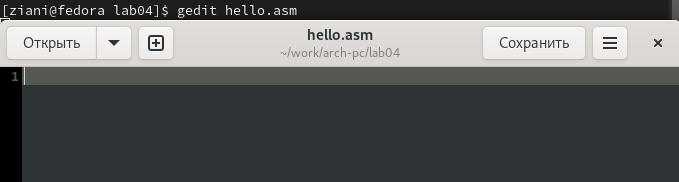 [ziani@fedora lab04]$ gedit hello.asm
Открыть
hello.asm
~/work/arch-pc/lab04
Сохранить
1